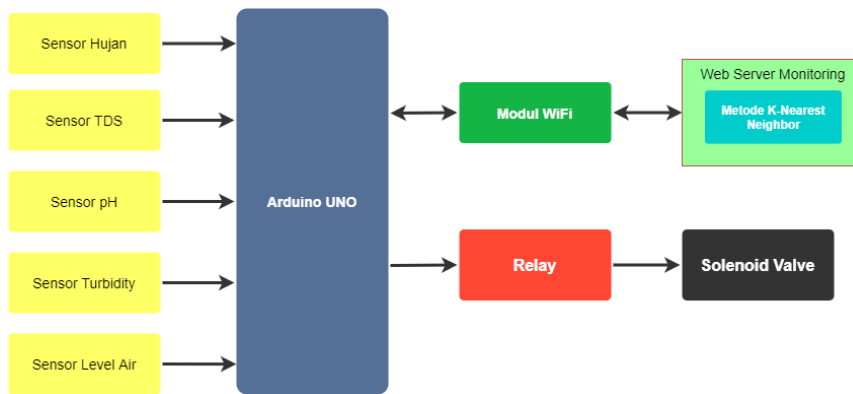 Sensor Hujan
Sensor TDS
Sensor pH
Sensor Turbidity
Sensor Level Air
Arduino UNO
Modul WiFi
Web Server Monitoring
Metode K-Nearest
Neighbor
Relay
Solenoid Valve